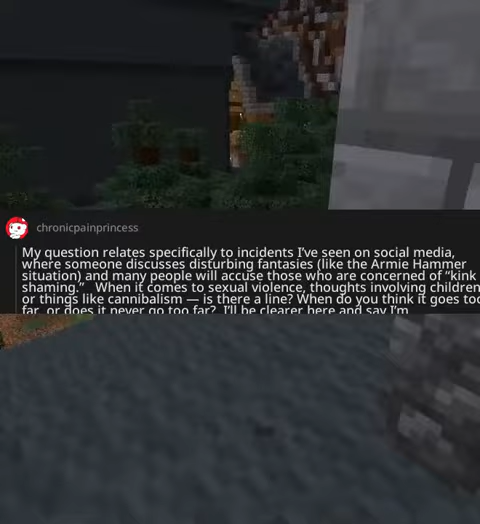 chronicpainprincess
My question relates specifically to incidents I've seen on social media,
where someone discusses disturbing fantasies (like the Armie Hammer
situation) and many people will accuse those who are concerned of "kink
shaming."   When it comes to sexual violence, thoughts involving children
or things like cannibalism — is there a line? When do you think it goes too
far, or does it never go too far?  I'll be clearer here and say I'm